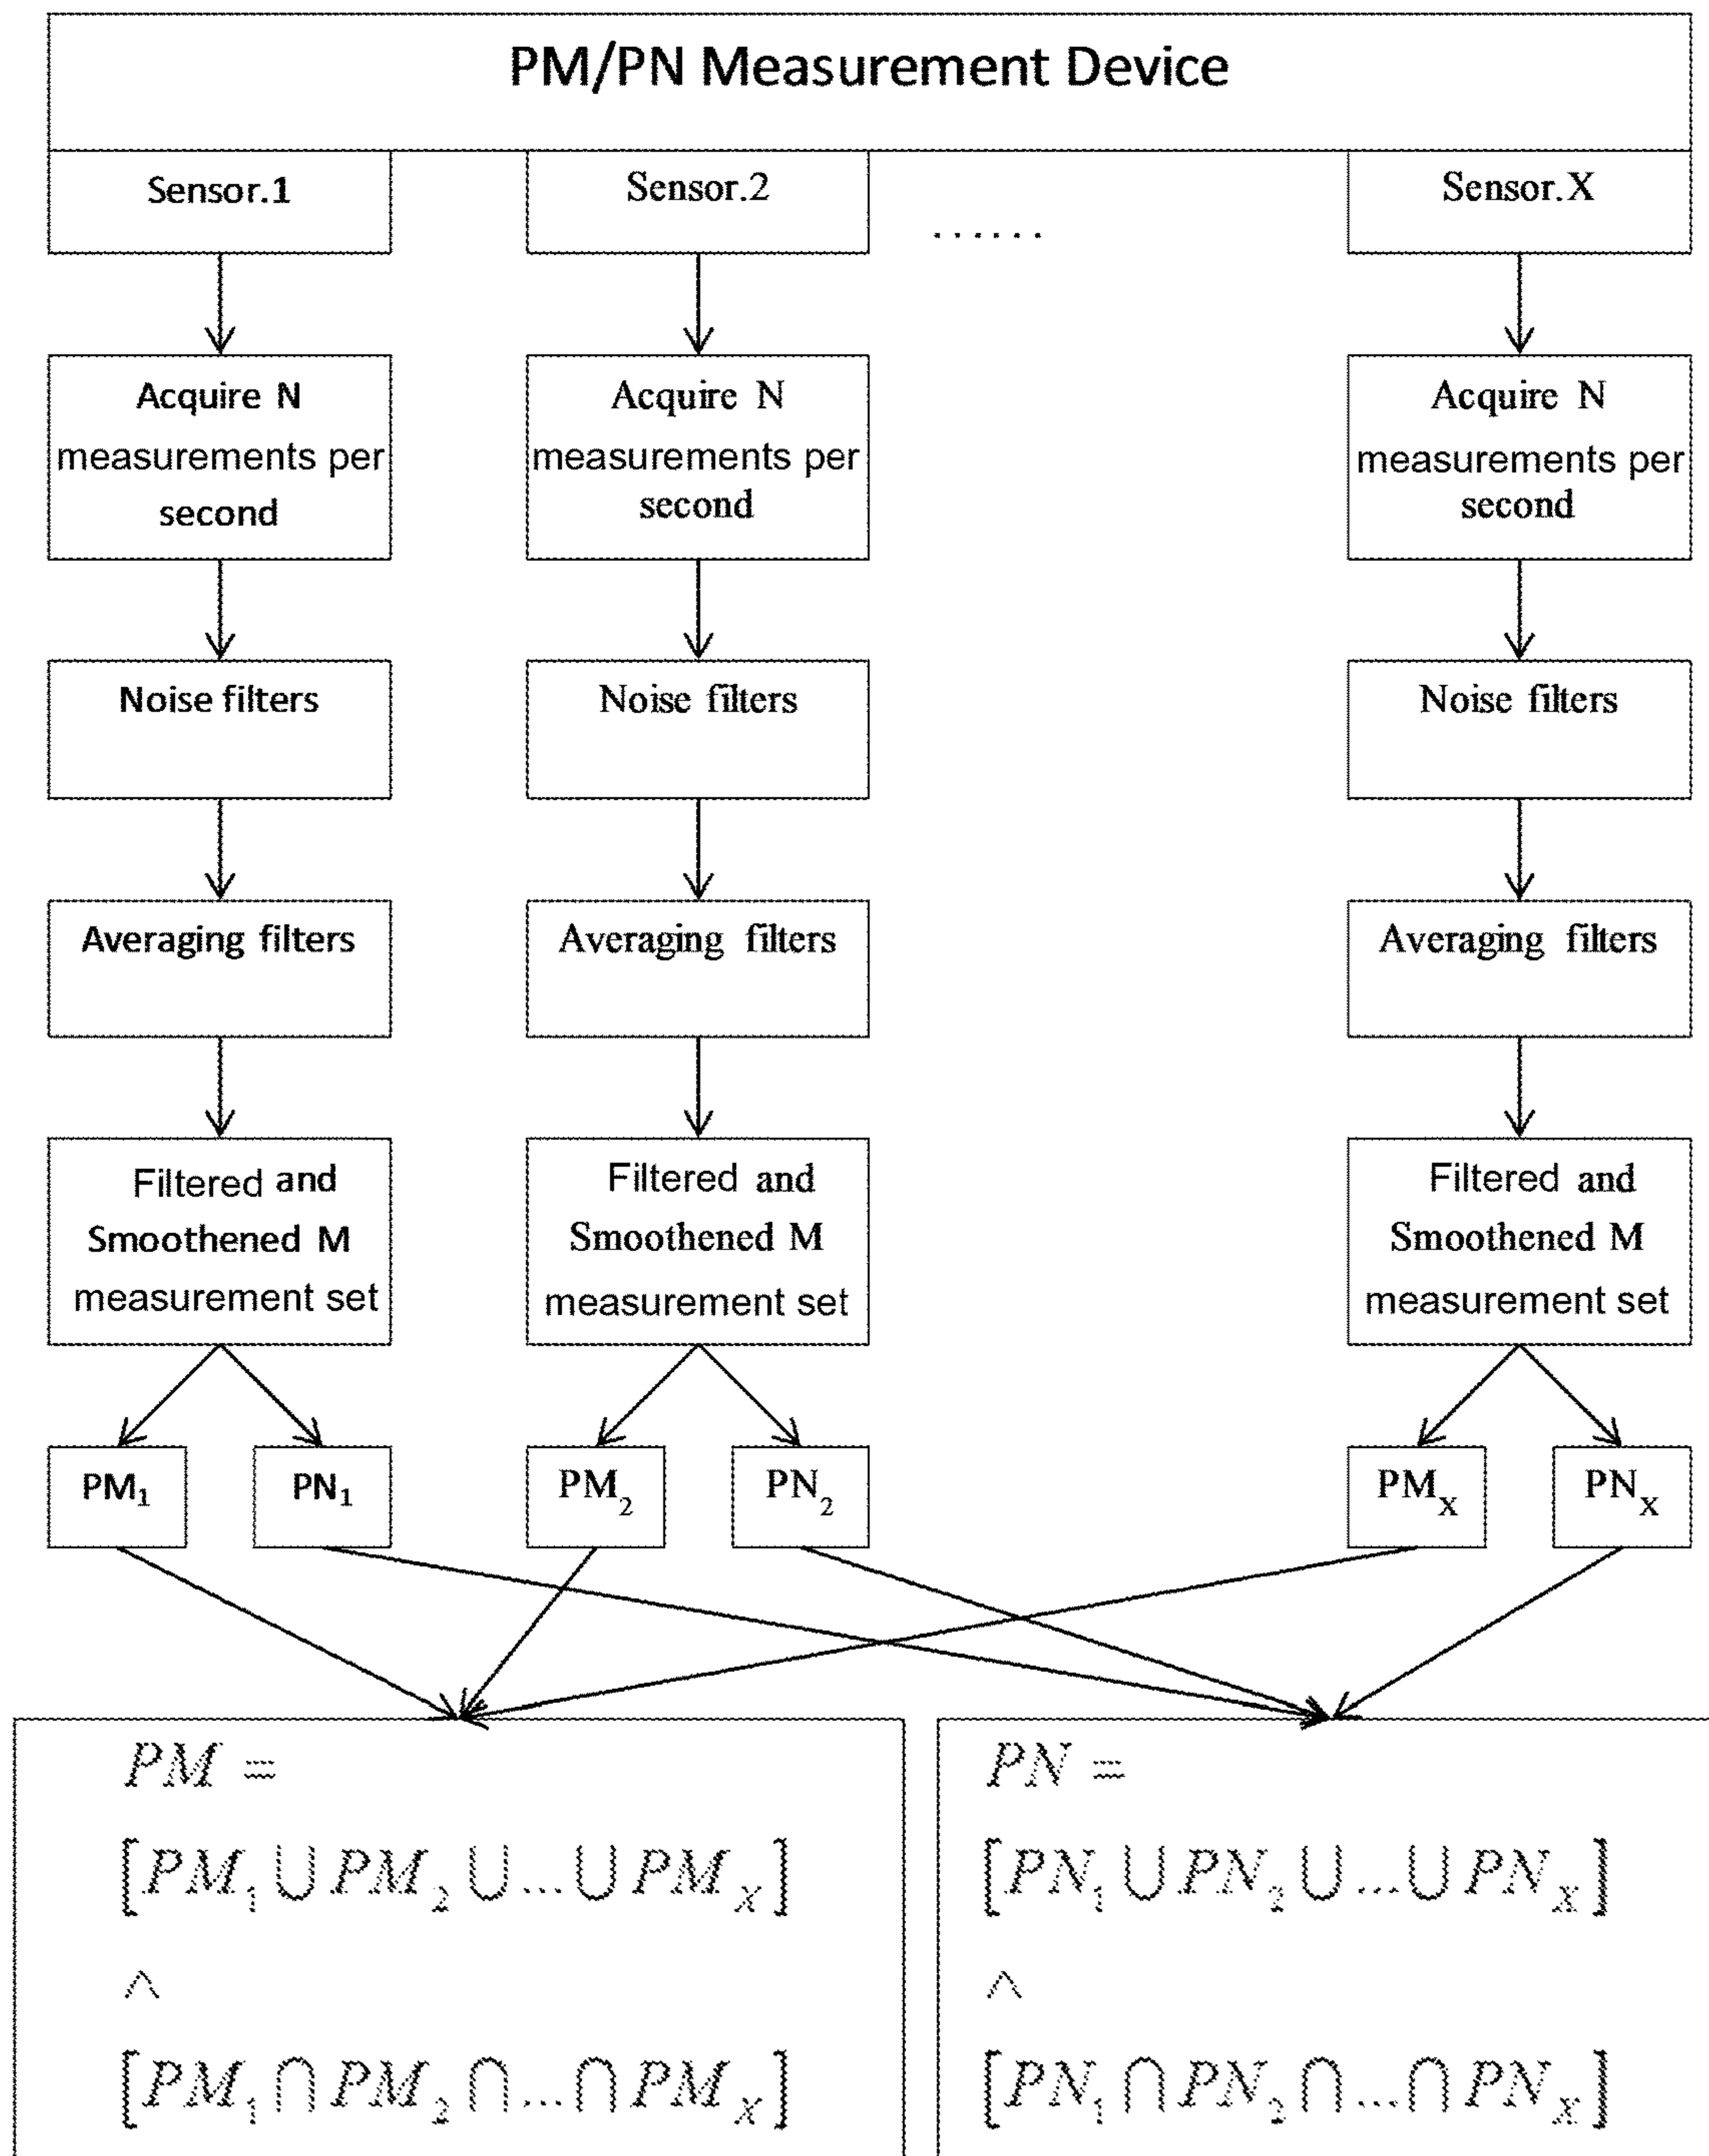 PM/PN Measurement Device
Sensor.1
Sensor.2
......
Sensor.X
Acquire N
measurements per
second
Acquire N
measurements per
second
Acquire N
measurements per
second
Noise filters
Noise filters
Noise filters
Averaging filters
Averaging filters
Averaging filters
Filtered and
Smoothened M
measurement set
Filtered and
Smoothened M
measurement set
Filtered and
Smoothened M
measurement set
PM₁
PN₁
PM₂
PN₂
PMₓ
PNₓ
PM =
[PM₁ ⋃ PM₂ ⋃ ... ⋃ PMₓ]
^
[PM₁ ⋂ PM₂ ⋂ ... ⋂ PMₓ]
PN =
[PN₁ ⋃ PN₂ ⋃ ... ⋃ PNₓ]
^
[PN₁ ⋂ PN₂ ⋂ ... ⋂ PNₓ]